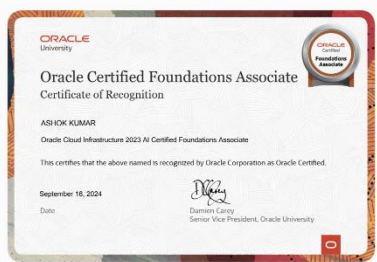 ORACLE
University
ORACLE
Certified
Foundations
Associate
Oracle Certified Foundations Associate
Certificate of Recognition
ASHOK KUMAR
Oracle Cloud Infrastructure 2023 AI Certified Foundations Associate
This certifies that the above named is recognized by Oracle Corporation as Oracle Certified.
September 16, 2024
Date
DCarey
Damien Carey
Senior Vice President, Oracle University